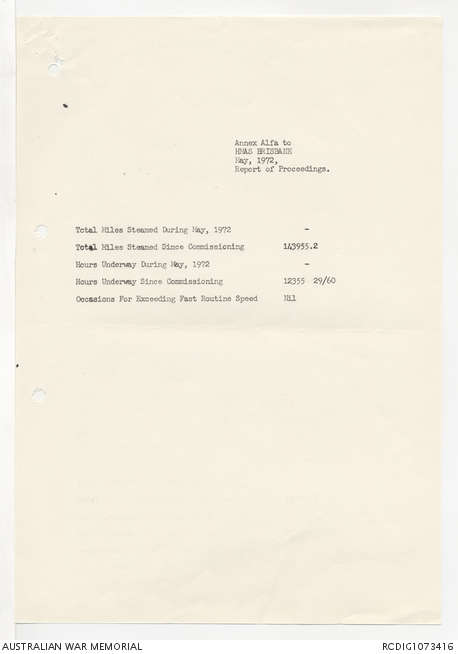 Annex Alfa to
HMAS BRISBANE
May, 1972,
Report of Proceedings.
Total Miles Steamed During May, 1972 -
Total Miles Steamed Since Commissioning 143955.2
Hours Underway During May, 1972 -
Hours Underway Since Commissioning 12355 29/60
Occasions For Exceeding Fast Routine Speed Nil
AUSTRALIAN WAR MEMORIAL RCDIG1073416